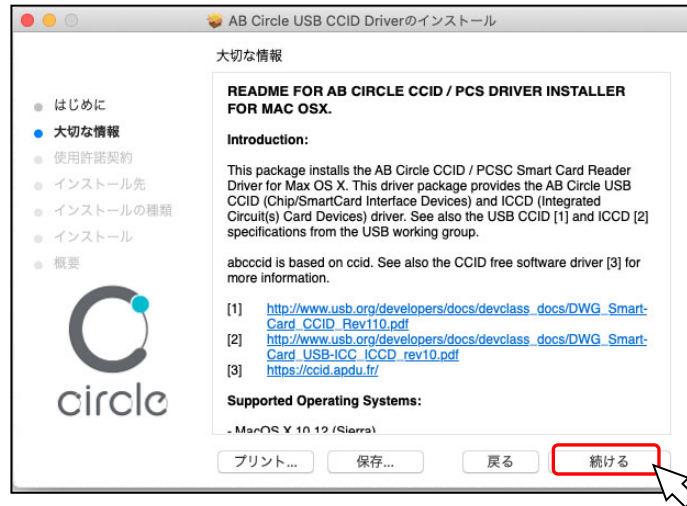 AB Circle USB CCID Driverのインストール
大切な情報
はじめに
大切な情報
使用許諾契約
インストール先
インストールの種類
インストール
概要
circle
README FOR AB CIRCLE CCID / PCS DRIVER INSTALLER
FOR MAC OSX.
Introduction:
This package installs the AB Circle CCID / PCSC Smart Card Reader
Driver for Max OS X. This driver package provides the AB Circle USB
CCID (Chip/SmartCard Interface Devices) and ICCD (Integrated
Circuit(s) Card Devices) driver. See also the USB CCID [1] and ICCD [2]
specifications from the USB working group.
abcccid is based on ccid. See also the CCID free software driver [3] for
more information.
[1] http://www.usb.org/developers/docs/devclass_docs/DWG_Smart-
Card_CCID_Rev110.pdf
[2] http://www.usb.org/developers/docs/devclass_docs/DWG_Smart-
Card_USB-ICC_ICCD_rev10.pdf
[3] https://ccid.apdu.fr/
Supported Operating Systems:
- MacOS X 10.12 (Sierra)
プリント... 保存... 戻る 続ける